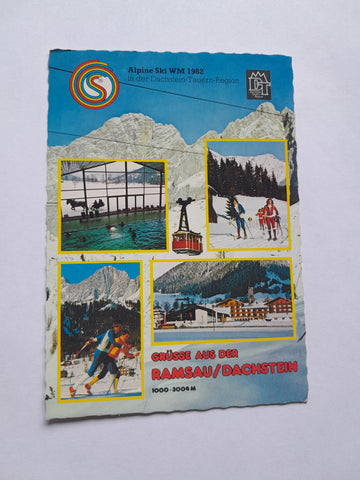 Alpine Ski WM 1982
in der Dachstein-Tauern-Region
GRÜSSE AUS DER
RAMSAU/DACHSTEIN
1000-3004 M